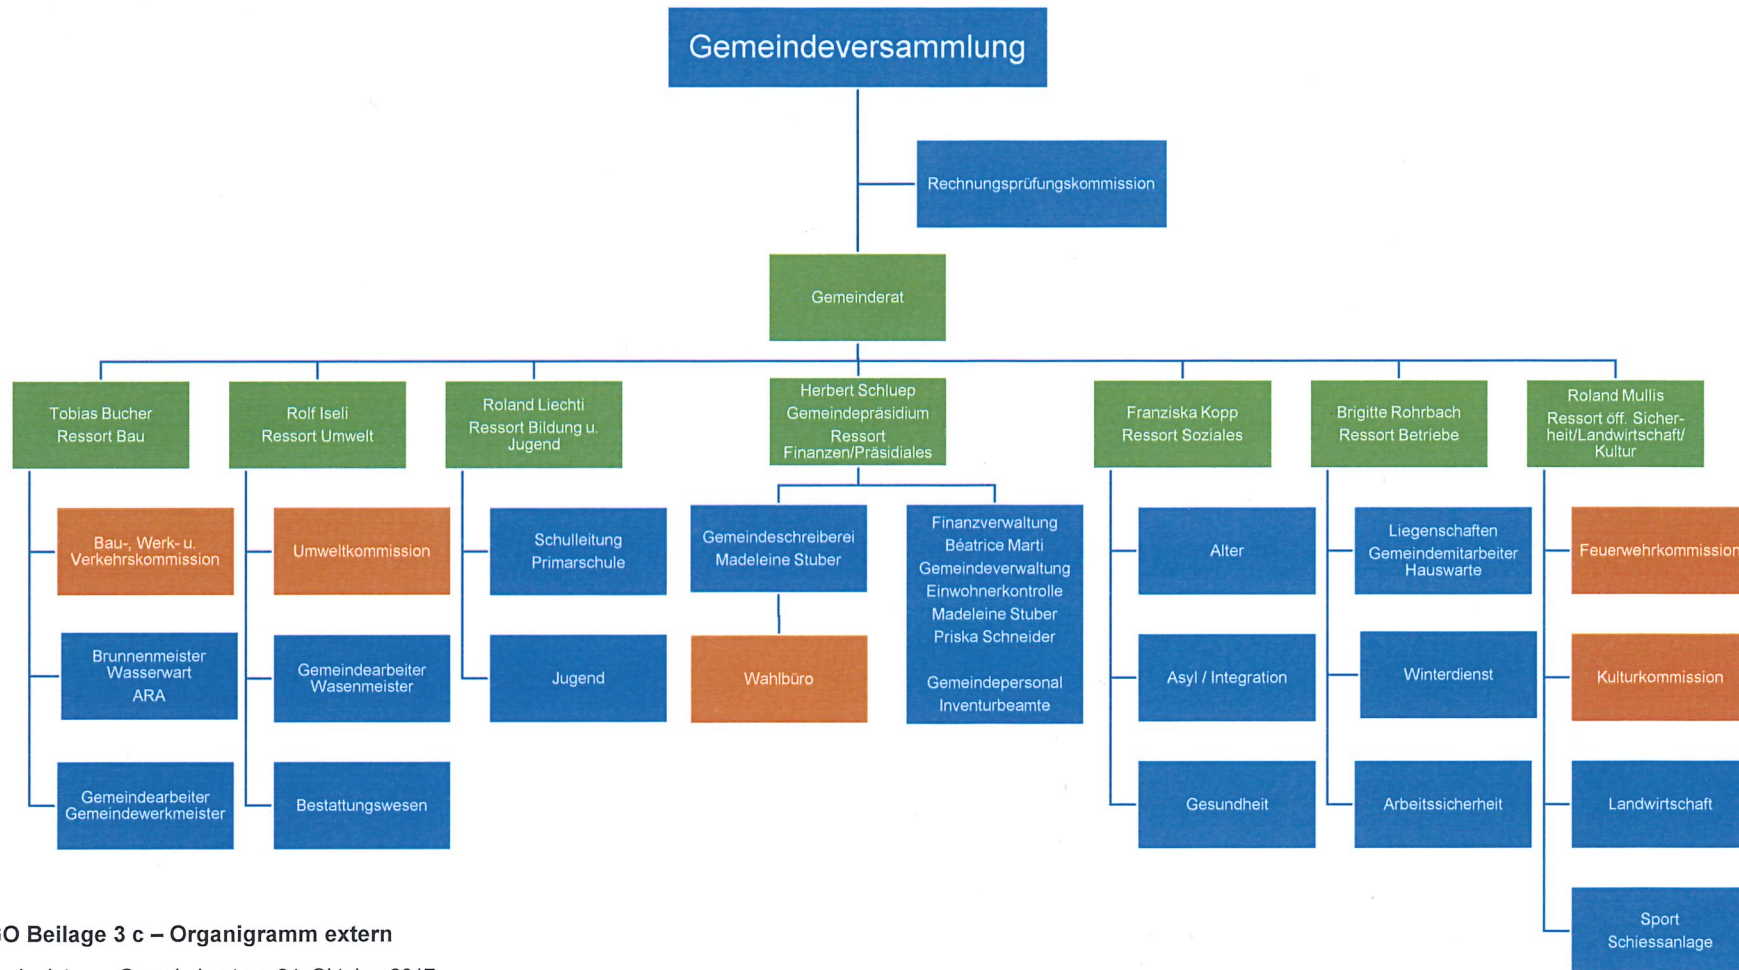 Gemeindeversammlung
Rechnungsprüfungskommission
Gemeinderat
Tobias Bucher
Ressort Bau
Rolf Iseli
Ressort Umwelt
Roland Liechti
Ressort Bildung u.
Jugend
Herbert Schluep
Gemeindepräsidium
Ressort
Finanzen/Präsidiales
Franziska Kopp
Ressort Soziales
Brigitte Rohrbach
Ressort Betriebe
Roland Mullis
Ressort öff. Sicher-
heit/Landwirtschaft/
Kultur
Bau-, Werk- u.
Verkehrskommission
Brunnenmeister
Wasserwart
ARA
Gemeindearbeiter
Gemeindewerkmeister
Umweltkommission
Gemeindearbeiter
Wasenmeister
Bestattungswesen
Schulleitung
Primarschule
Jugend
Gemeindeschreiberei
Madeleine Stuber
Wahlbüro
Finanzverwaltung
Béatrice Marti
Gemeindeverwaltung
Einwohnerkontrolle
Madeleine Stuber
Priska Schneider
Gemeindepersonal
Inventurbeamte
Alter
Asyl / Integration
Gesundheit
Liegenschaften
Gemeindemitarbeiter
Hauswarte
Winterdienst
Arbeitssicherheit
Feuerwehrkommission
Kulturkommission
Landwirtschaft
Sport
Schiessanlage
Beilage 3 c – Organigramm extern